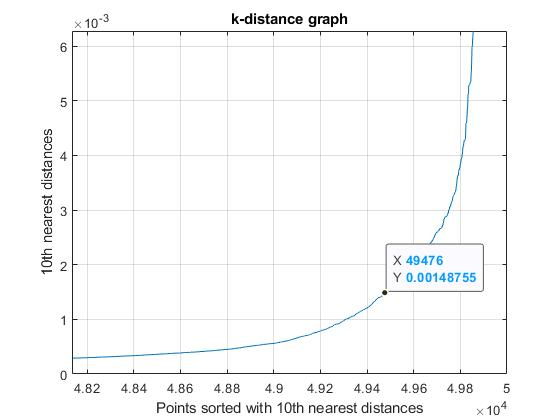 k-distance graph
×10⁻³
6
5
4
3
2
1
0
10th nearest distances
X 49476
Y 0.00148755
4.82 4.84 4.86 4.88 4.9 4.92 4.94 4.96 4.98 5
×10⁴
Points sorted with 10th nearest distances